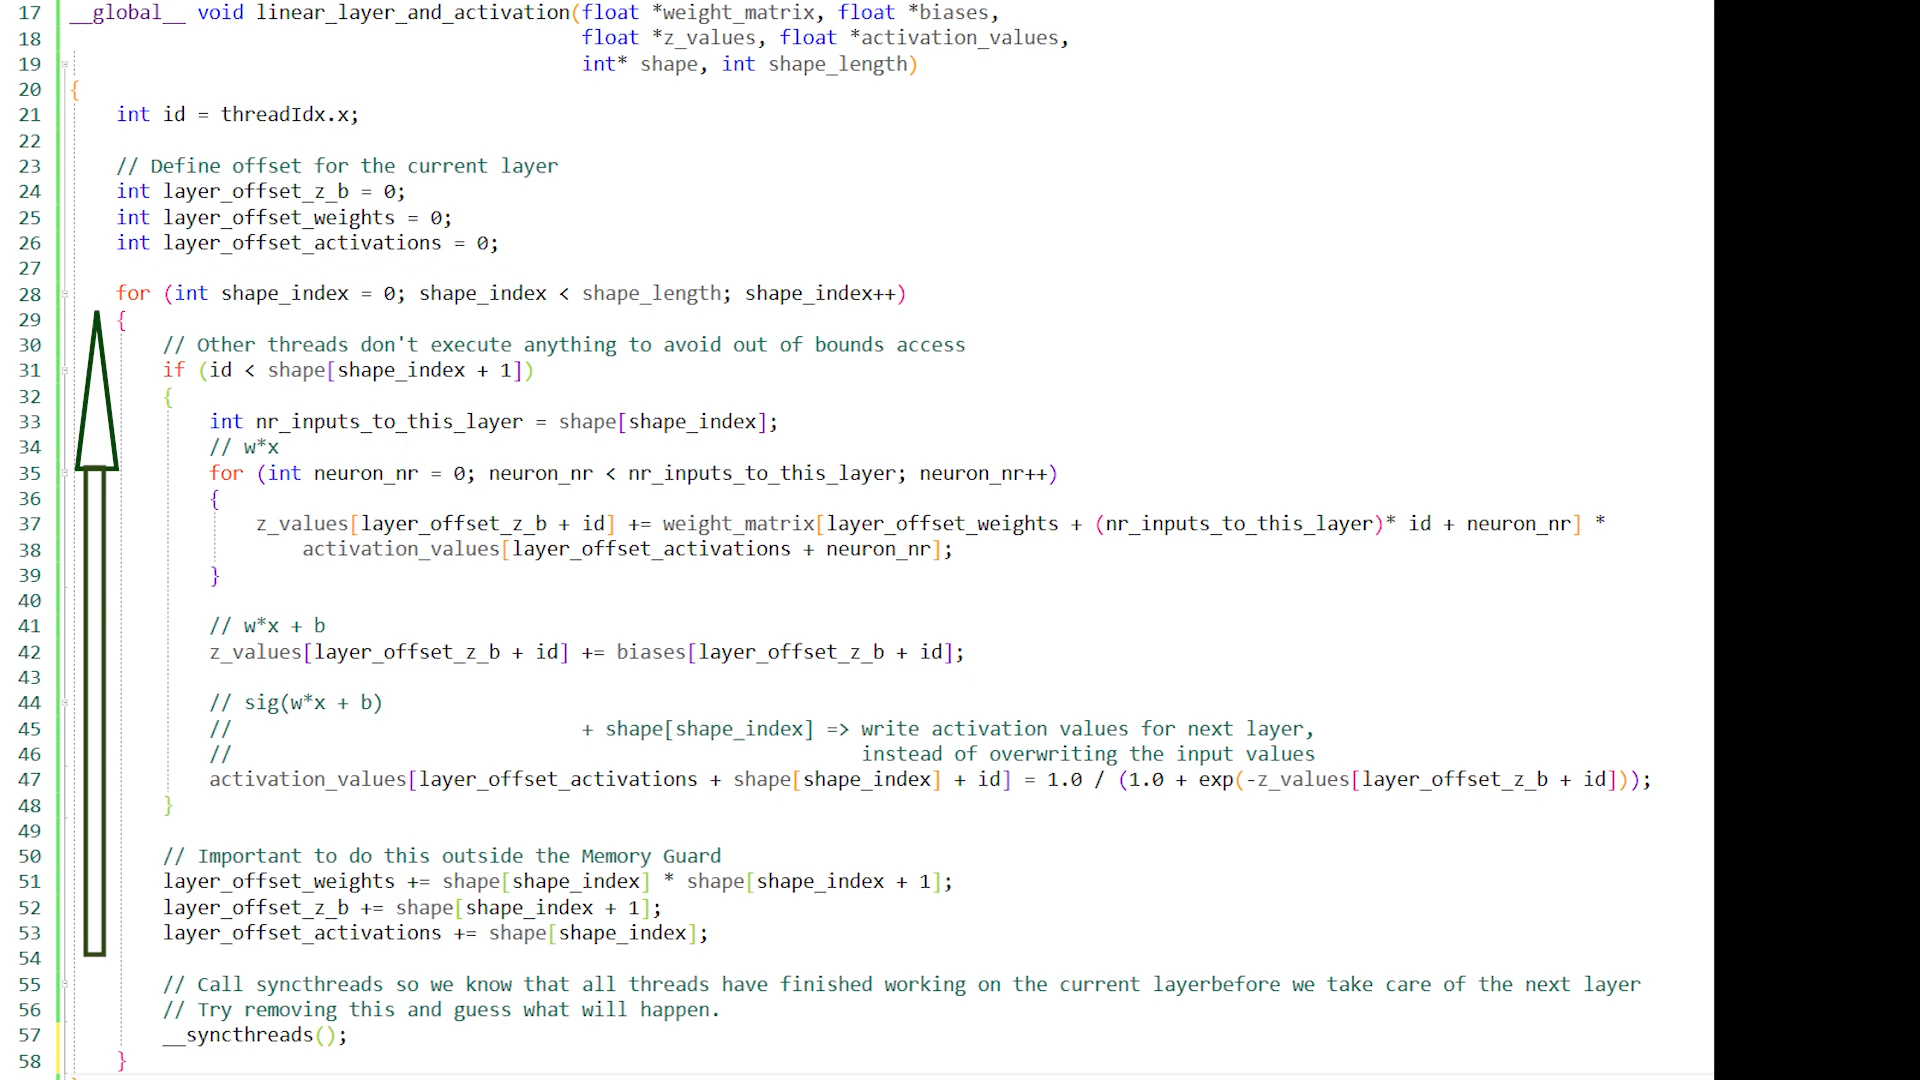 17 __global__ void linear_layer_and_activation(float *weight_matrix, float *biases,
18 float *z_values, float *activation_values,
19 int* shape, int shape_length)
20 {
21 int id = threadIdx.x;
22
23 // Define offset for the current layer
24 int layer_offset_z_b = 0;
25 int layer_offset_weights = 0;
26 int layer_offset_activations = 0;
27
28 for (int shape_index = 0; shape_index < shape_length; shape_index++)
29 {
30 // Other threads don't execute anything to avoid out of bounds access
31 if (id < shape[shape_index + 1])
32 {
33 int nr_inputs_to_this_layer = shape[shape_index];
34 // w*x
35 for (int neuron_nr = 0; neuron_nr < nr_inputs_to_this_layer; neuron_nr++)
36 {
37 z_values[layer_offset_z_b + id] += weight_matrix[layer_offset_weights + (nr_inputs_to_this_layer)* id + neuron_nr] *
38 activation_values[layer_offset_activations + neuron_nr];
39 }
40
41 // w*x + b
42 z_values[layer_offset_z_b + id] += biases[layer_offset_z_b + id];
43
44 // sig(w*x + b)
45 // + shape[shape_index] => write activation values for next layer,
46 // instead of overwriting the input values
47 activation_values[layer_offset_activations + shape[shape_index] + id] = 1.0 / (1.0 + exp(-z_values[layer_offset_z_b + id]));
48 }
49
50 // Important to do this outside the Memory Guard
51 layer_offset_weights += shape[shape_index] * shape[shape_index + 1];
52 layer_offset_z_b += shape[shape_index + 1];
53 layer_offset_activations += shape[shape_index];
54
55 // Call syncthreads so we know that all threads have finished working on the current layerbefore we take care of the next layer
56 // Try removing this and guess what will happen.
57 __syncthreads();
58 }